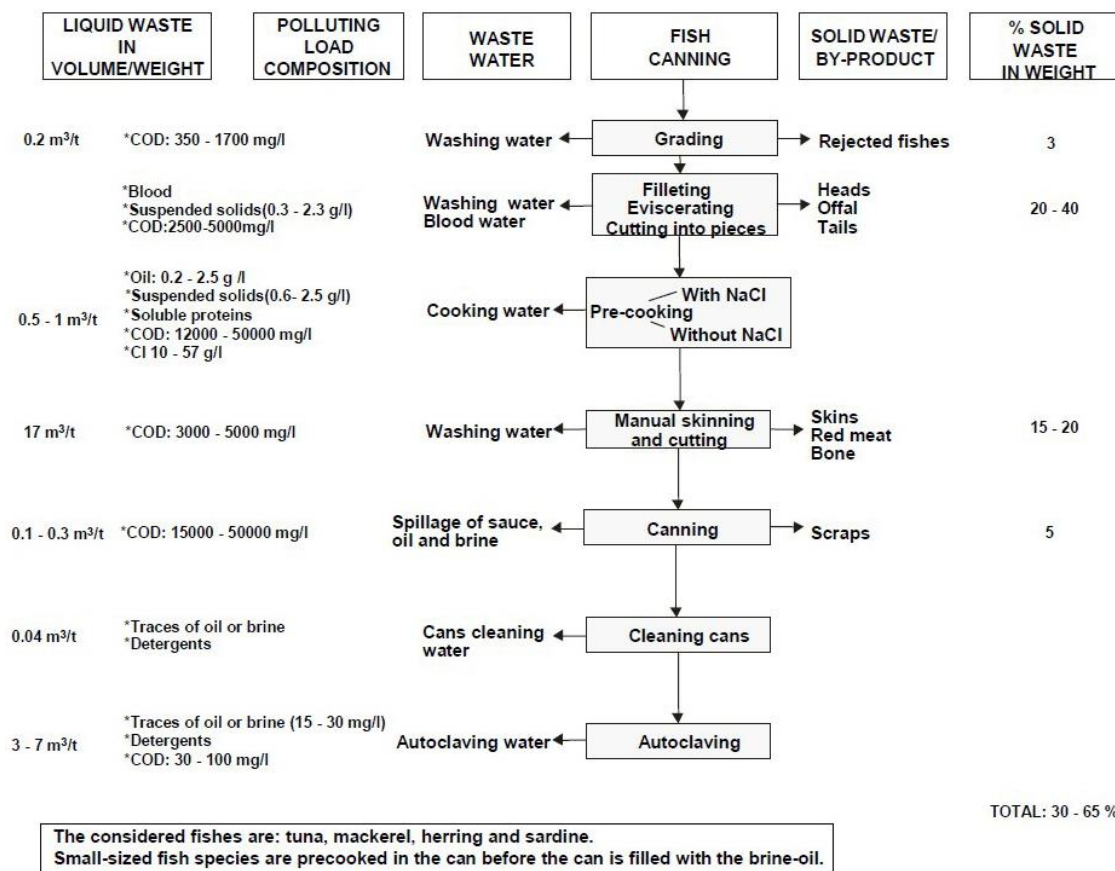 LIQUID WASTE
IN
VOLUME/WEIGHT
POLLUTING
LOAD
COMPOSITION
WASTE
WATER
FISH
CANNING
SOLID WASTE/
BY-PRODUCT
% SOLID
WASTE
IN WEIGHT
0.2 m³/t
*COD: 350 - 1700 mg/l
Washing water
Grading
Rejected fishes
3
*Blood
*Suspended solids(0.3 - 2.3 g/l)
*COD:2500-5000mg/l
Washing water
Blood water
Filleting
Eviscerating
Cutting into pieces
Heads
Offal
Tails
20 - 40
0.5 - 1 m³/t
*Oil: 0.2 - 2.5 g /l
*Suspended solids(0.6- 2.5 g/l)
*Soluble proteins
*COD: 12000 - 50000 mg/l
*Cl 10 - 57 g/l
Cooking water
Pre-cooking
With NaCl
Without NaCl
17 m³/t
*COD: 3000 - 5000 mg/l
Washing water
Manual skinning
and cutting
Skins
Red meat
Bone
15 - 20
0.1 - 0.3 m³/t
*COD: 15000 - 50000 mg/l
Spillage of sauce,
oil and brine
Canning
Scraps
5
0.04 m³/t
*Traces of oil or brine
*Detergents
Cans cleaning
water
Cleaning cans
3 - 7 m³/t
*Traces of oil or brine (15 - 30 mg/l)
*Detergents
*COD: 30 - 100 mg/l
Autoclaving water
Autoclaving
TOTAL: 30 - 65 %
The considered fishes are: tuna, mackerel, herring and sardine.
Small-sized fish species are precooked in the can before the can is filled with the brine-oil.